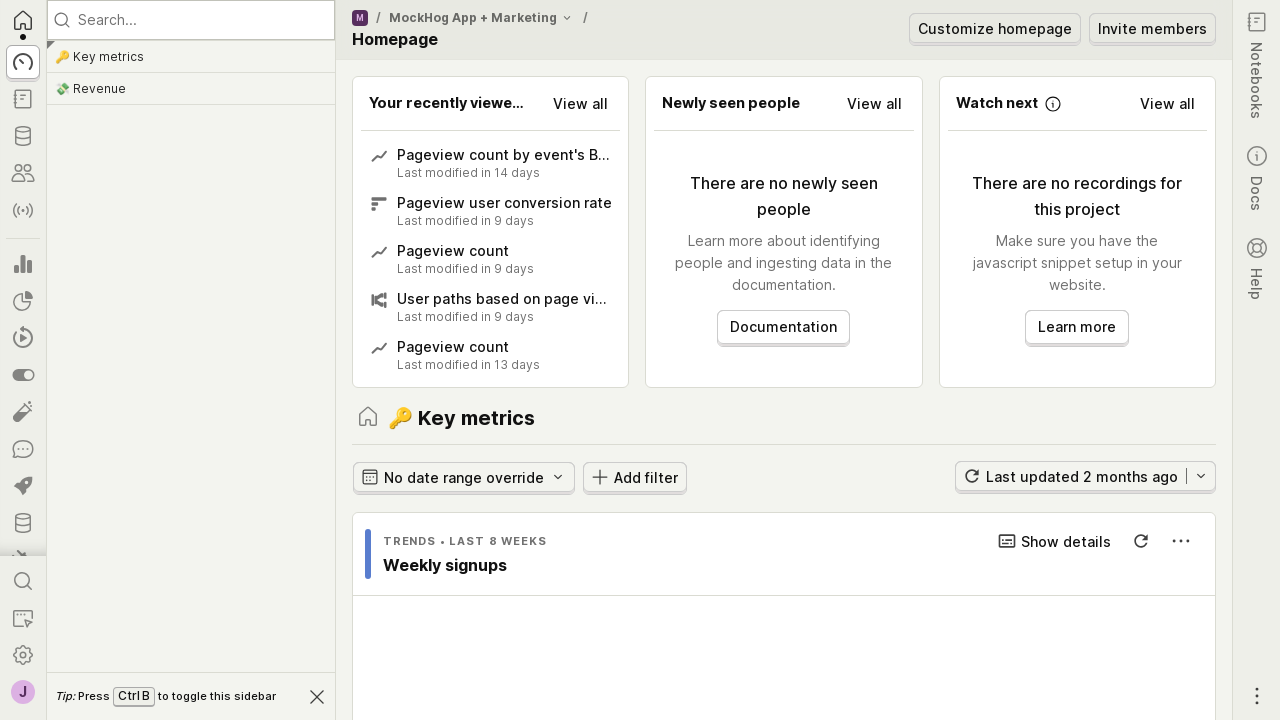 Search...
🔑 Key metrics
💸 Revenue
Tip: Press Ctrl B to toggle this sidebar
J
M / MockHog App + Marketing /
Homepage
Customize homepage
Invite members
Your recently viewe...
View all
Pageview count by event's B...
Last modified in 14 days
Pageview user conversion rate
Last modified in 9 days
Pageview count
Last modified in 9 days
User paths based on page vi...
Last modified in 9 days
Pageview count
Last modified in 13 days
Newly seen people
View all
There are no newly seen
people
Learn more about identifying
people and ingesting data in the
documentation.
Documentation
Watch next
View all
There are no recordings for
this project
Make sure you have the
javascript snippet setup in your
website.
Learn more
🔑 Key metrics
No date range override
Add filter
Last updated 2 months ago
TRENDS • LAST 8 WEEKS
Weekly signups
Show details
Notebooks
Docs
Help